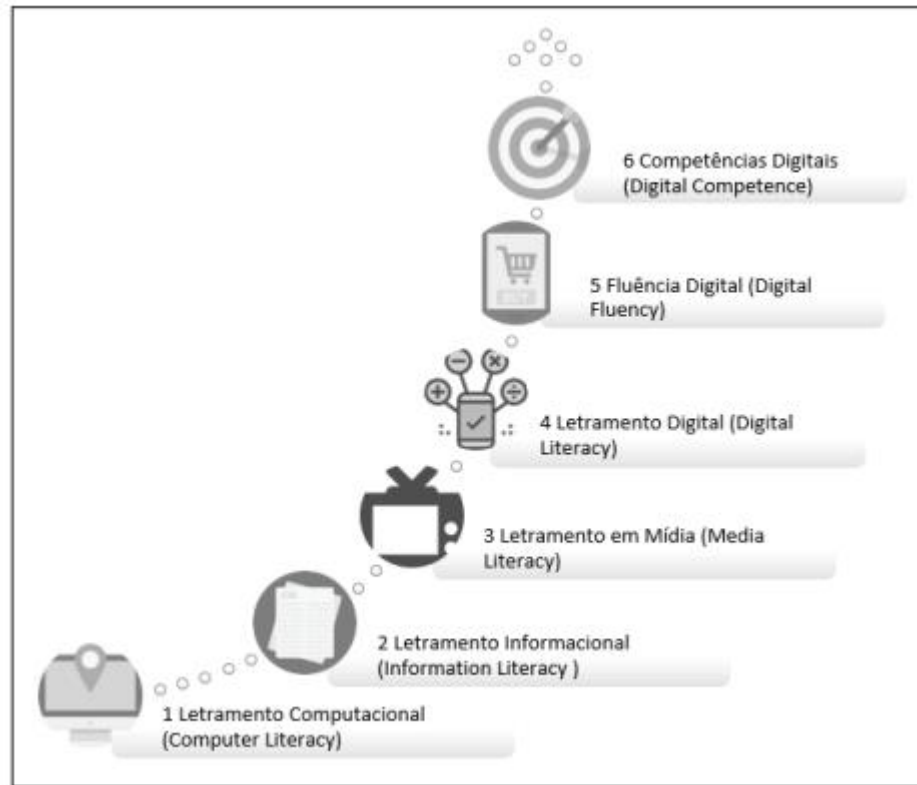 6 Competências Digitais
(Digital Competence)
5 Fluência Digital (Digital
Fluency)
4 Letramento Digital (Digital
Literacy)
3 Letramento em Mídia (Media
Literacy)
2 Letramento Informacional
(Information Literacy )
1 Letramento Computacional
(Computer Literacy)